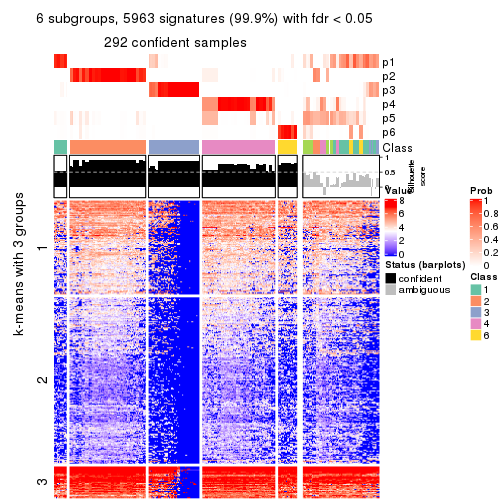 6 subgroups, 5963 signatures (99.9%) with fdr < 0.05
292 confident samples
p1
p2
p3
p4
p5
p6
Class
1
0.5
0
Silhouette
score
k-means with 3 groups
1
2
3
Value
8
6
4
2
0
Status (barplots)
confident
ambiguous
Prob
1
0.8
0.6
0.4
0.2
0
Class
1
2
3
4
6